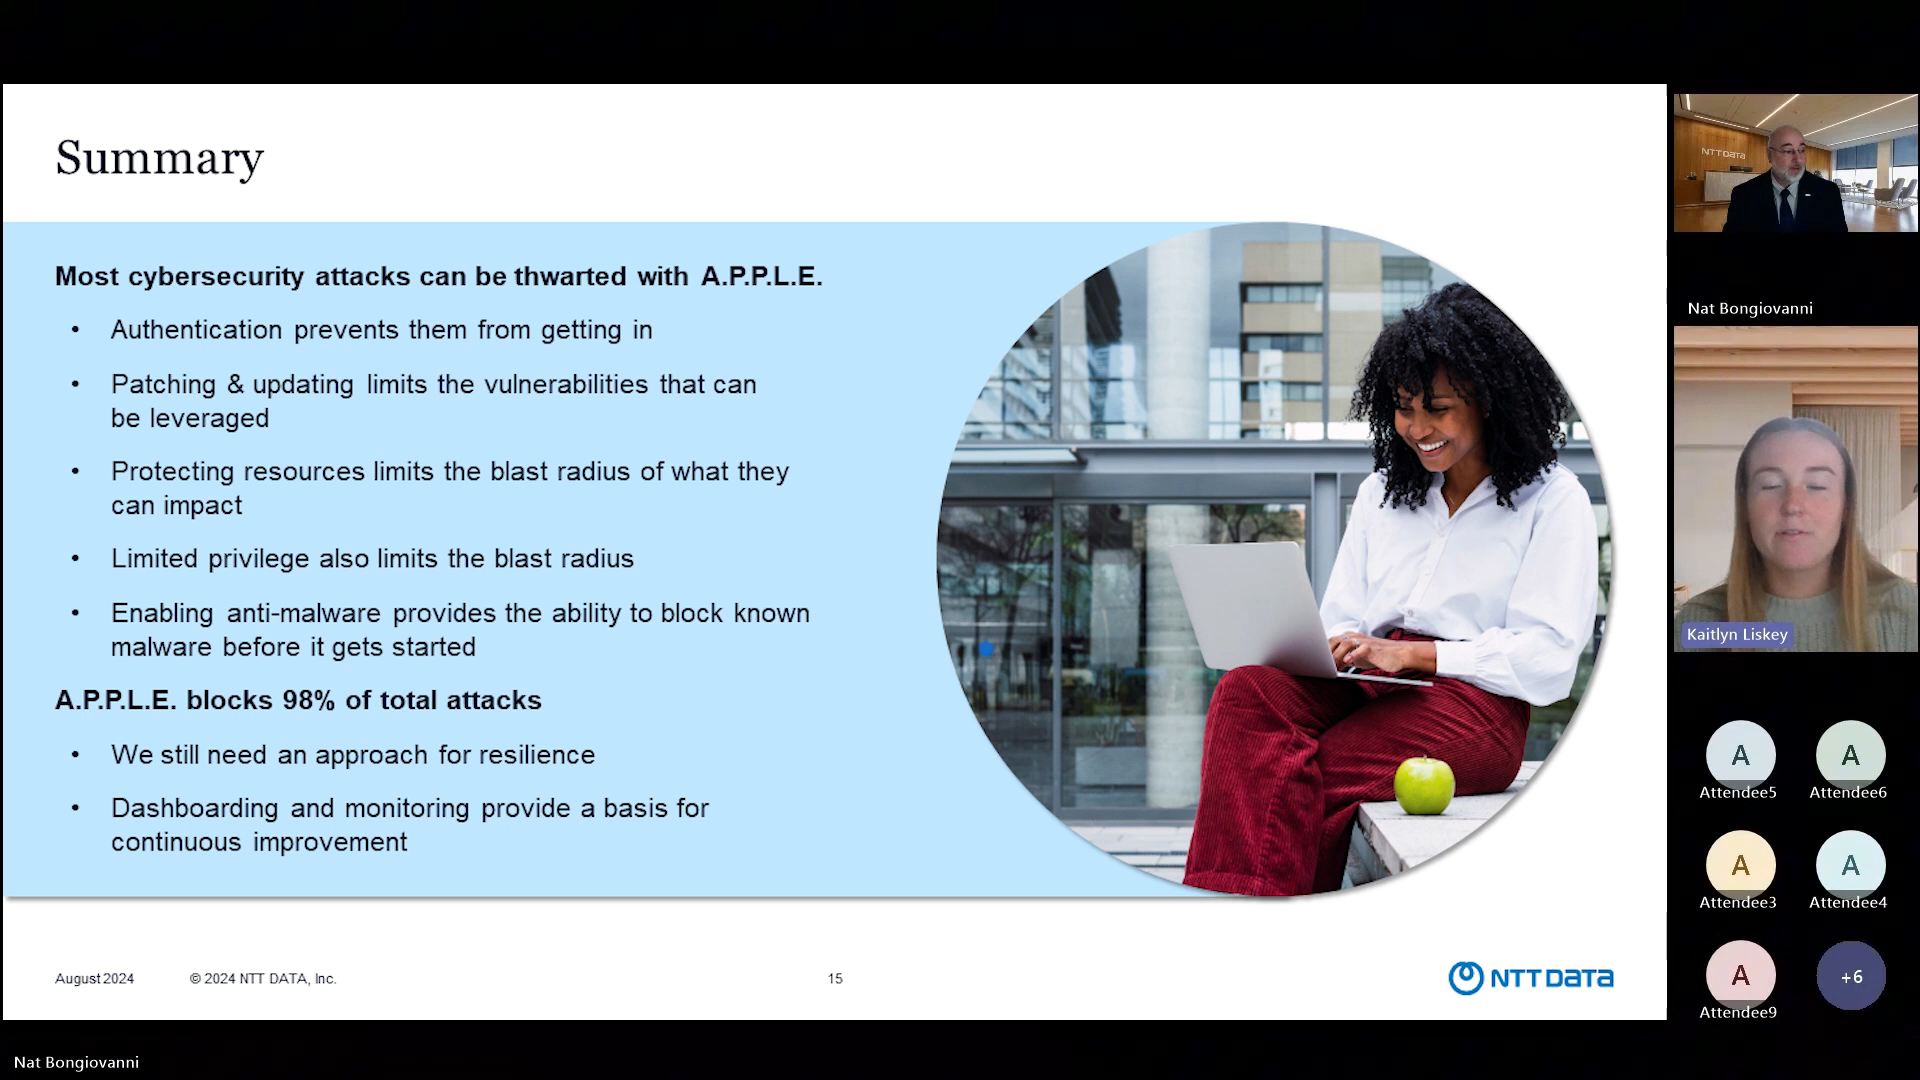 Summary
Most cybersecurity attacks can be thwarted with A.P.P.L.E.
• Authentication prevents them from getting in
• Patching & updating limits the vulnerabilities that can
be leveraged
• Protecting resources limits the blast radius of what they
can impact
• Limited privilege also limits the blast radius
• Enabling anti-malware provides the ability to block known
malware before it gets started
A.P.P.L.E. blocks 98% of total attacks
• We still need an approach for resilience
• Dashboarding and monitoring provide a basis for
continuous improvement
August 2024
© 2024 NTT DATA, Inc.
15
NTT DATA
NTT DATA
Nat Bongiovanni
Kaitlyn Liskey
A
Attendee5
A
Attendee6
A
Attendee3
A
Attendee4
A
Attendee9
+6
Nat Bongiovanni